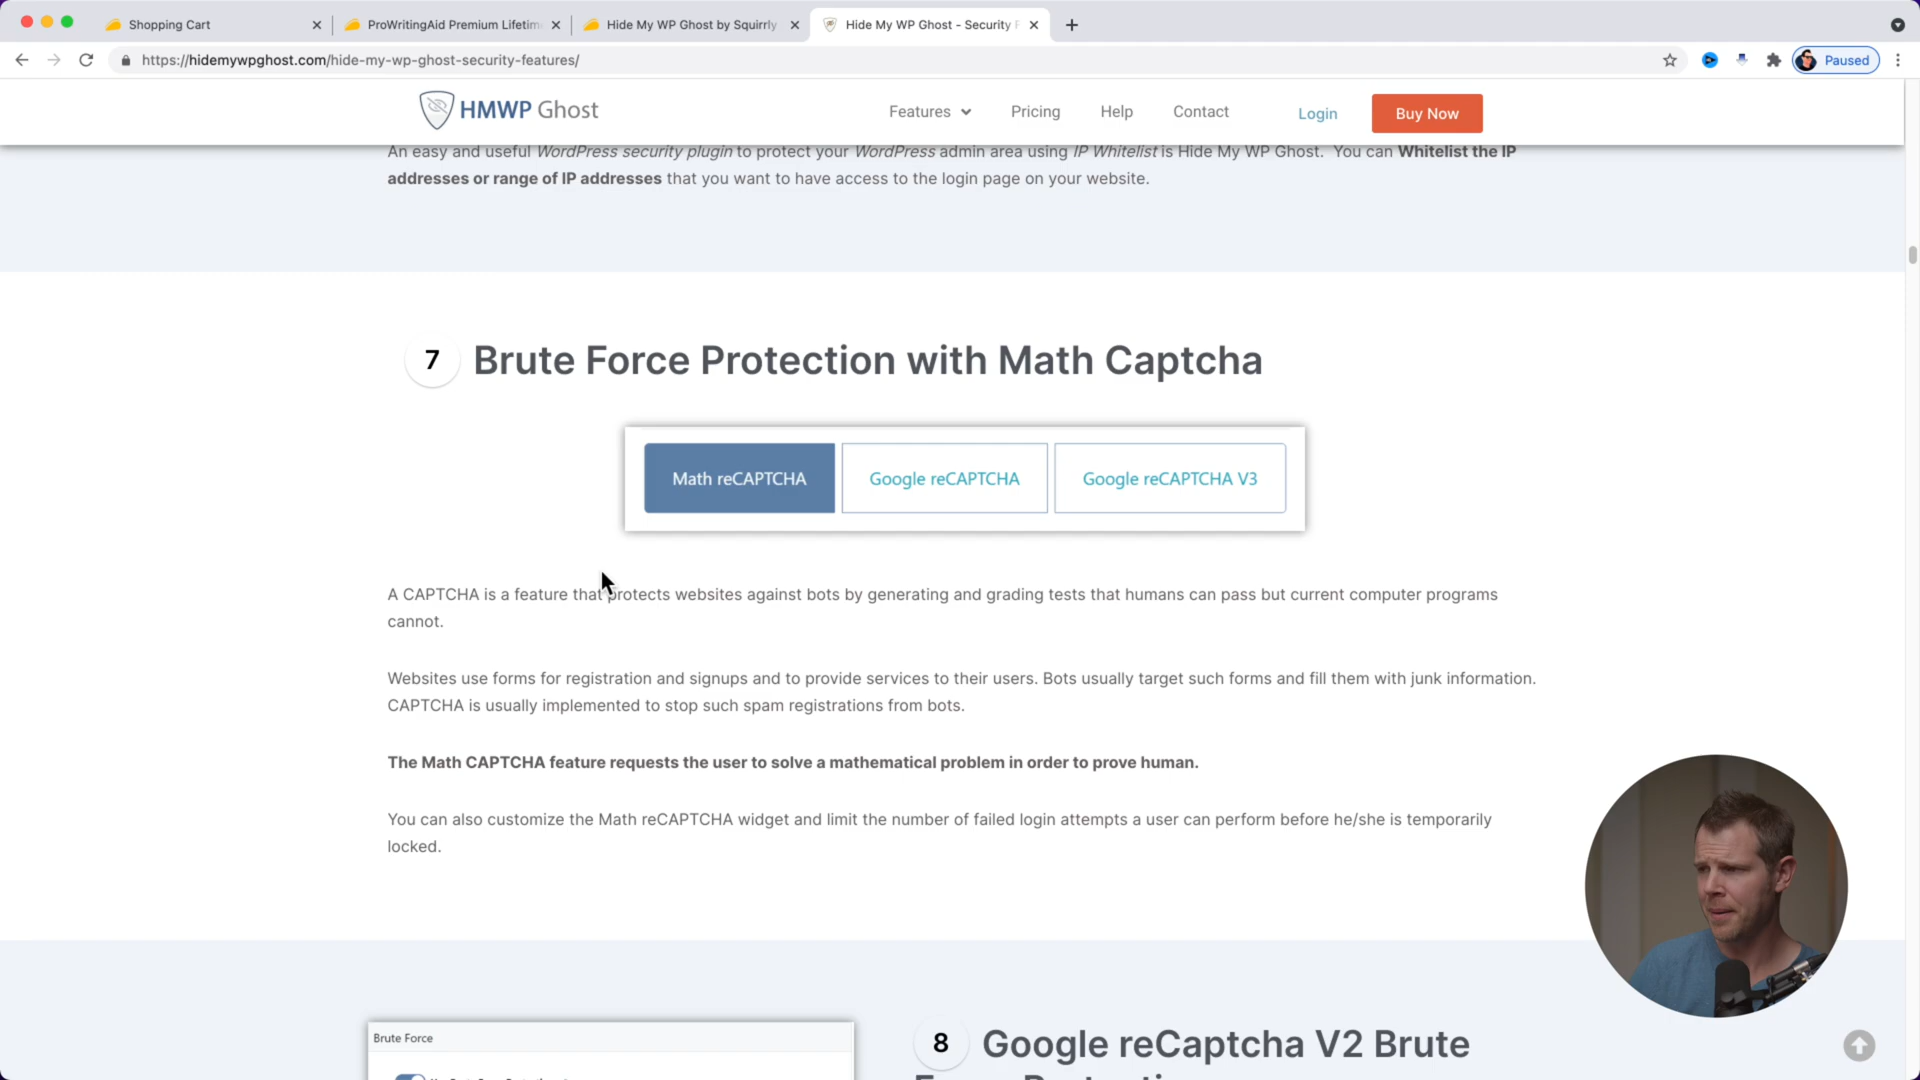 Shopping Cart
ProWritingAid Premium Lifetim
Hide My WP Ghost by Squirrly
Hide My WP Ghost - Security F
https://hidemywpghost.com/hide-my-wp-ghost-security-features/
Paused
HMWP Ghost
Features
Pricing
Help
Contact
Login
Buy Now
An easy and useful WordPress security plugin to protect your WordPress admin area using IP Whitelist is Hide My WP Ghost. You can Whitelist the IP
addresses or range of IP addresses that you want to have access to the login page on your website.
7 Brute Force Protection with Math Captcha
Math reCAPTCHA
Google reCAPTCHA
Google reCAPTCHA V3
A CAPTCHA is a feature that protects websites against bots by generating and grading tests that humans can pass but current computer programs
cannot.
Websites use forms for registration and signups and to provide services to their users. Bots usually target such forms and fill them with junk information.
CAPTCHA is usually implemented to stop such spam registrations from bots.
The Math CAPTCHA feature requests the user to solve a mathematical problem in order to prove human.
You can also customize the Math reCAPTCHA widget and limit the number of failed login attempts a user can perform before he/she is temporarily
locked.
Brute Force
8 Google reCaptcha V2 Brute